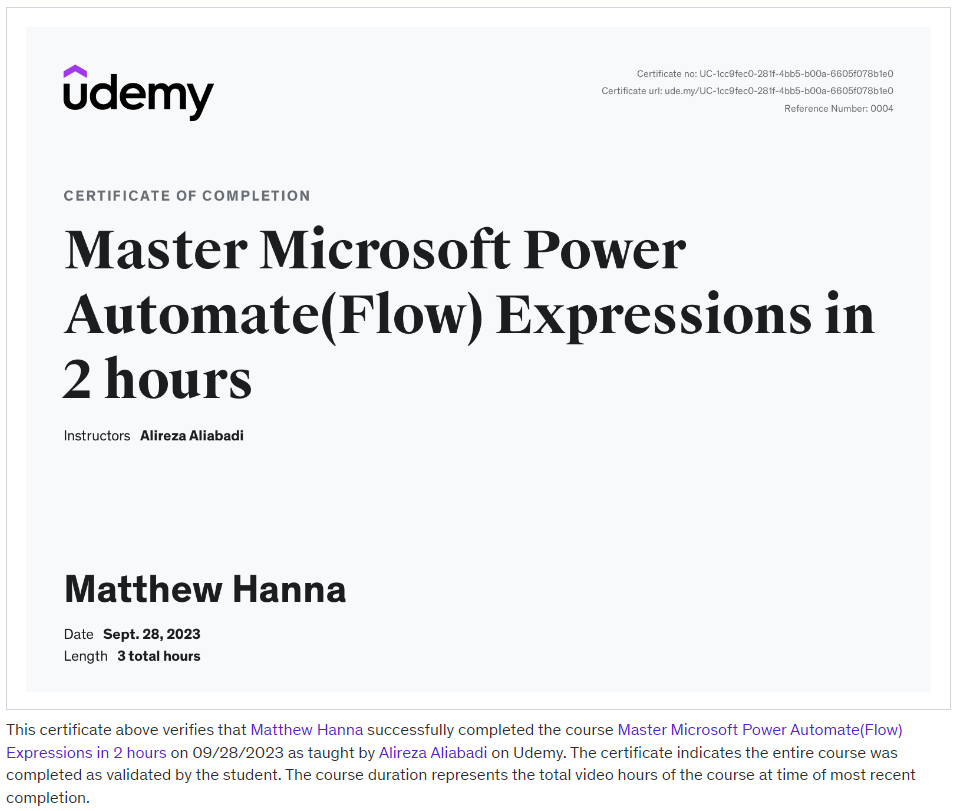 udemy
Certificate no: UC-1cc9fec0-281f-4bb5-b00a-6605f078b1e0
Certificate url: ude.my/UC-1cc9fec0-281f-4bb5-b00a-6605f078b1e0
Reference Number: 0004
CERTIFICATE OF COMPLETION
Master Microsoft Power
Automate(Flow) Expressions in
2 hours
Instructors Alireza Aliabadi
Matthew Hanna
Date Sept. 28, 2023
Length 3 total hours
This certificate above verifies that Matthew Hanna successfully completed the course Master Microsoft Power Automate(Flow)
Expressions in 2 hours on 09/28/2023 as taught by Alireza Aliabadi on Udemy. The certificate indicates the entire course was
completed as validated by the student. The course duration represents the total video hours of the course at time of most recent
completion.